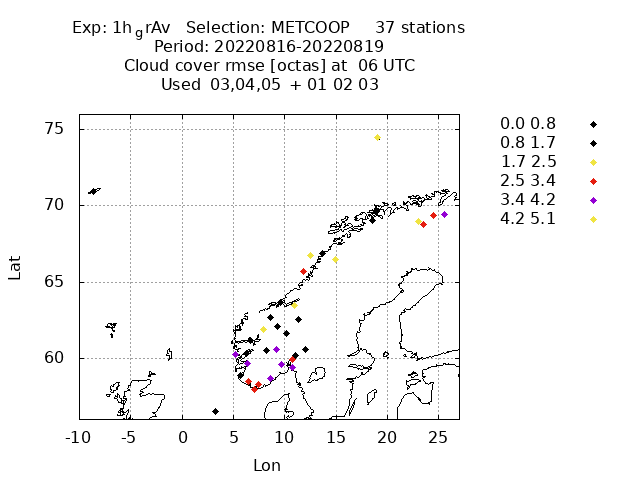 Exp: 1hgrAv   Selection: METCOOP     37 stations
Period: 20220816-20220819
Cloud cover rmse [octas] at  06 UTC
Used  03,04,05  + 01 02 03
0.0 0.8
0.8 1.7
1.7 2.5
2.5 3.4
3.4 4.2
4.2 5.1
75
70
65
60
Lat
-10 -5 0 5 10 15 20 25
Lon